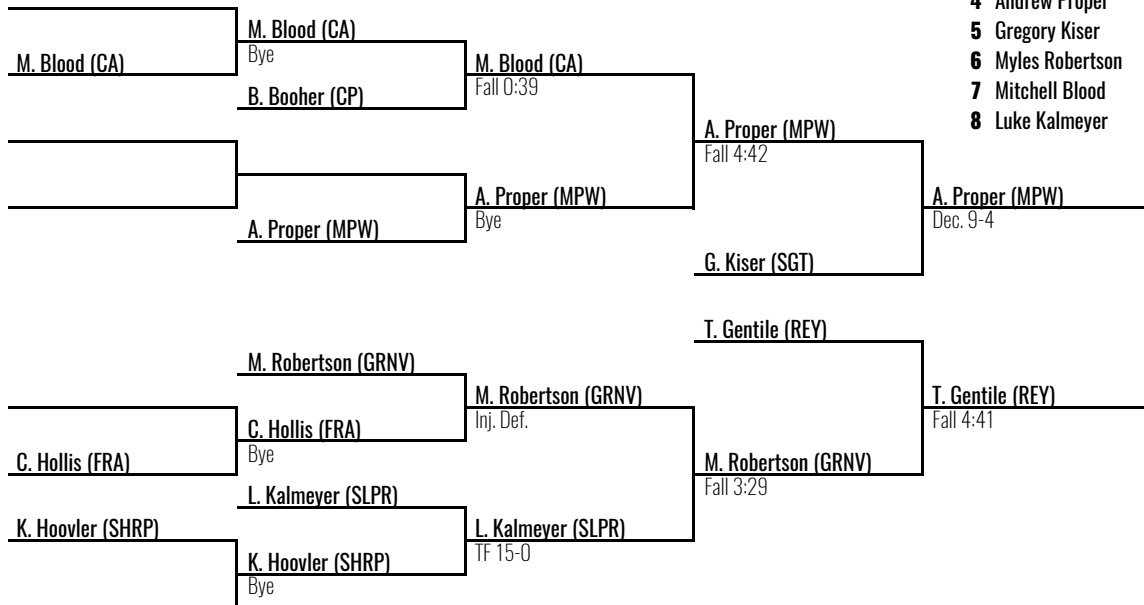 M. Blood (CA)
M. Blood (CA)
Bye
B. Booher (CP)
M. Blood (CA)
Fall 0:39
A. Proper (MPW)
A. Proper (MPW)
Bye
A. Proper (MPW)
Fall 4:42
G. Kiser (SGT)
A. Proper (MPW)
Dec. 9-4
C. Hollis (FRA)
K. Hoovler (SHRP)
M. Robertson (GRNV)
C. Hollis (FRA)
Bye
L. Kalmeyer (SLPR)
K. Hoovler (SHRP)
Bye
M. Robertson (GRNV)
Inj. Def.
L. Kalmeyer (SLPR)
TF 15-0
T. Gentile (REY)
M. Robertson (GRNV)
Fall 3:29
T. Gentile (REY)
Fall 4:41
4 Andrew Proper
5 Gregory Kiser
6 Myles Robertson
7 Mitchell Blood
8 Luke Kalmeyer